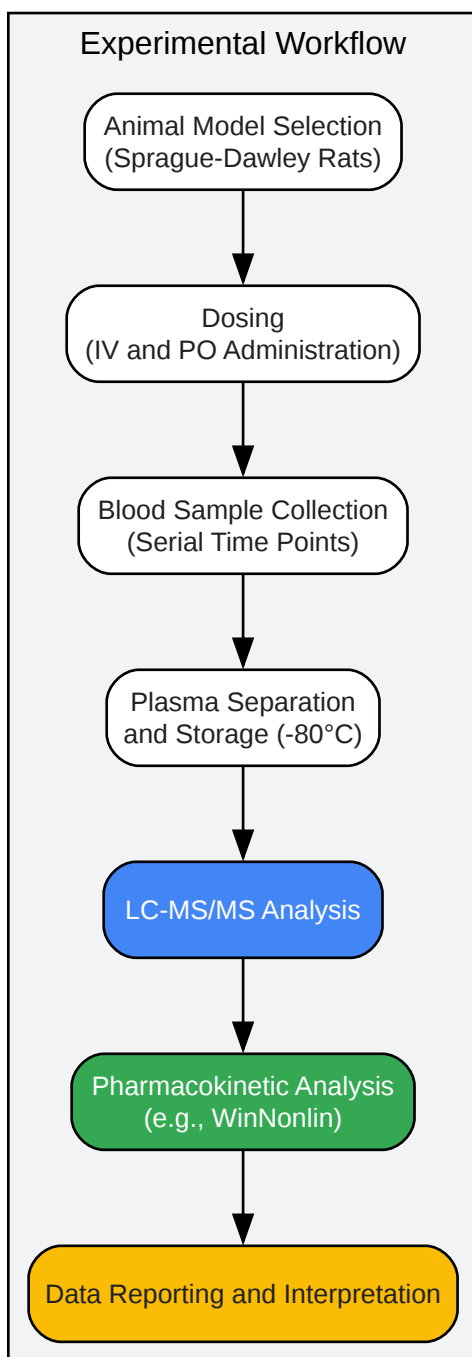 Experimental Workflow
Animal Model Selection
(Sprague-Dawley Rats)
Dosing
(IV and PO Administration)
Blood Sample Collection
(Serial Time Points)
Plasma Separation
and Storage (-80°C)
LC-MS/MS Analysis
Pharmacokinetic Analysis
(e.g., WinNonlin)
Data Reporting and Interpretation